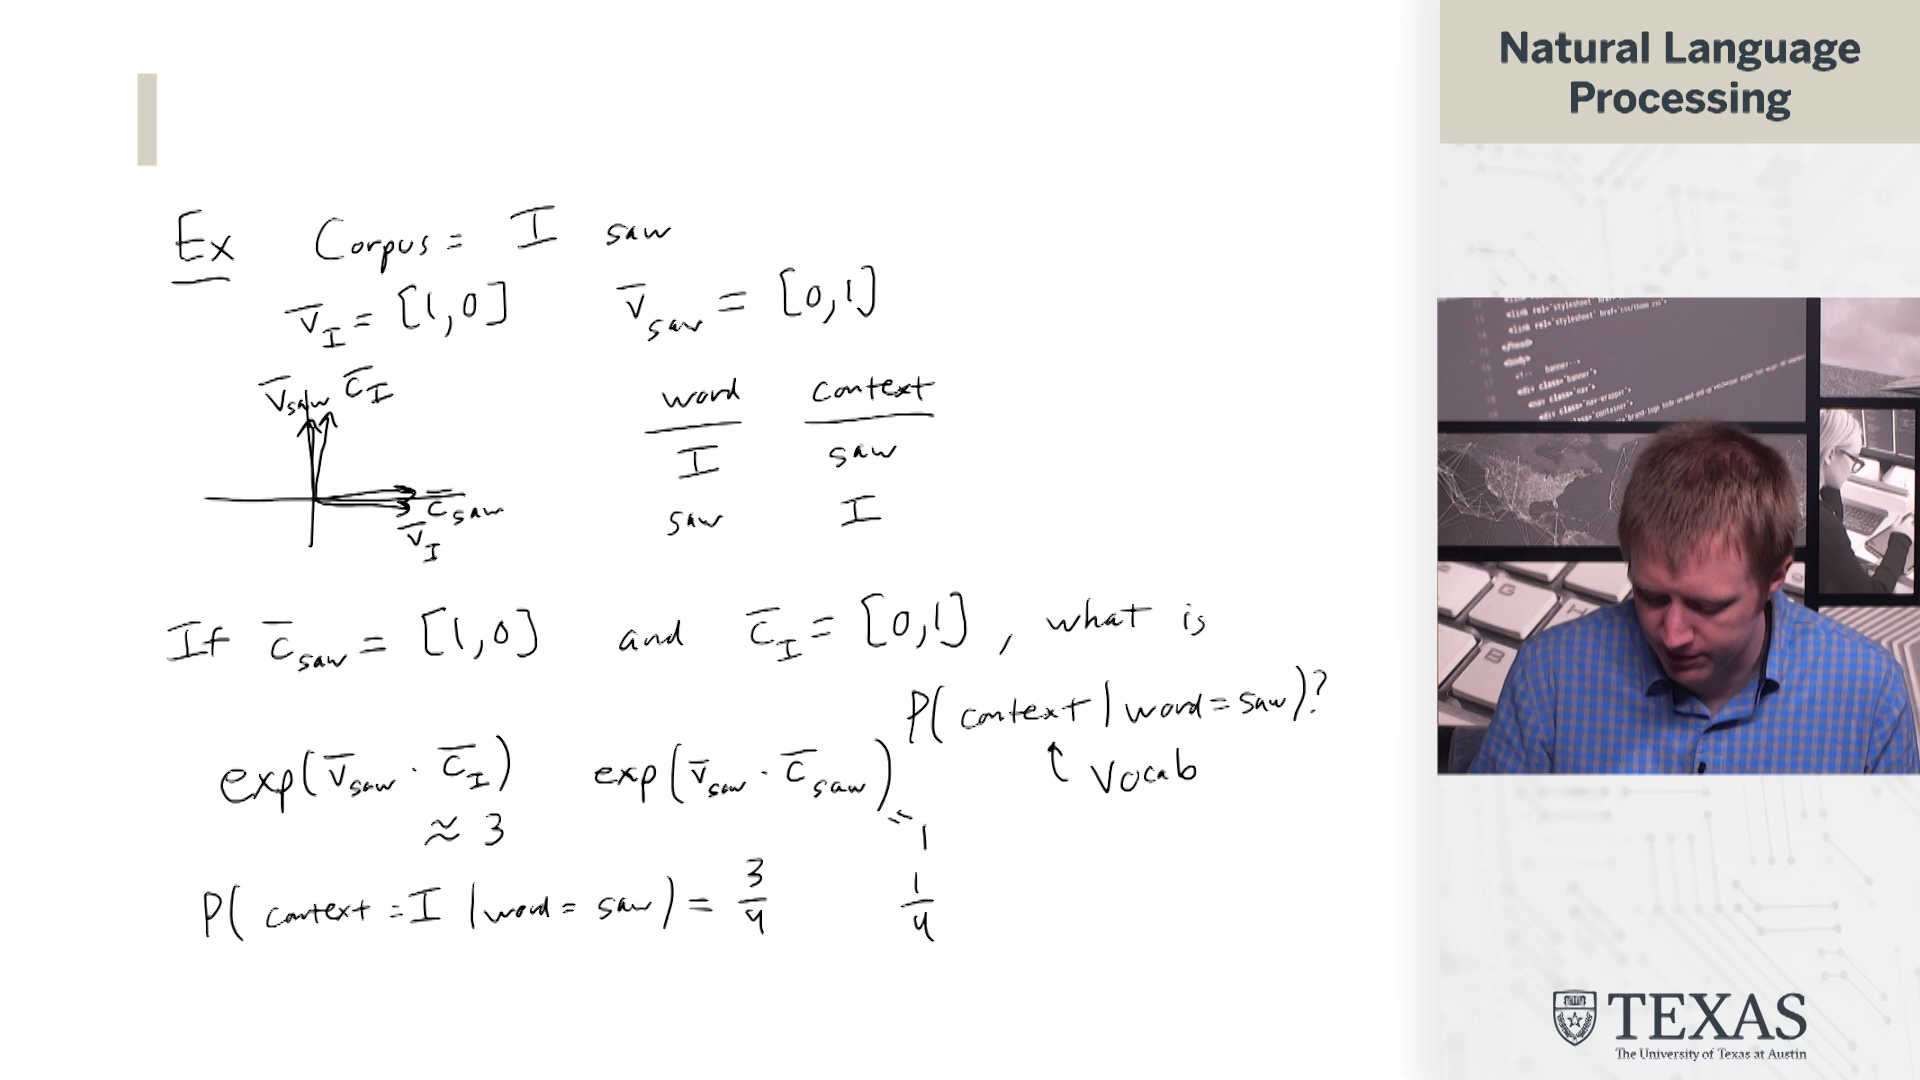 Natural Language
Processing
Ex Corpus = I saw
v̄_I = [1,0] v̄_saw = [0,1]
v̄_saw c̄_I
c̄_saw
v̄_I
word context
I saw
saw I
If c̄_saw = [1,0] and c̄_I = [0,1], what is
P(context | word = saw)?
↑ Vocab
exp(v̄_saw · c̄_I) exp(v̄_saw · c̄_saw)
≈ 3 = 1
P(context = I | word = saw) = 3/4 1/4
TEXAS
The University of Texas at Austin